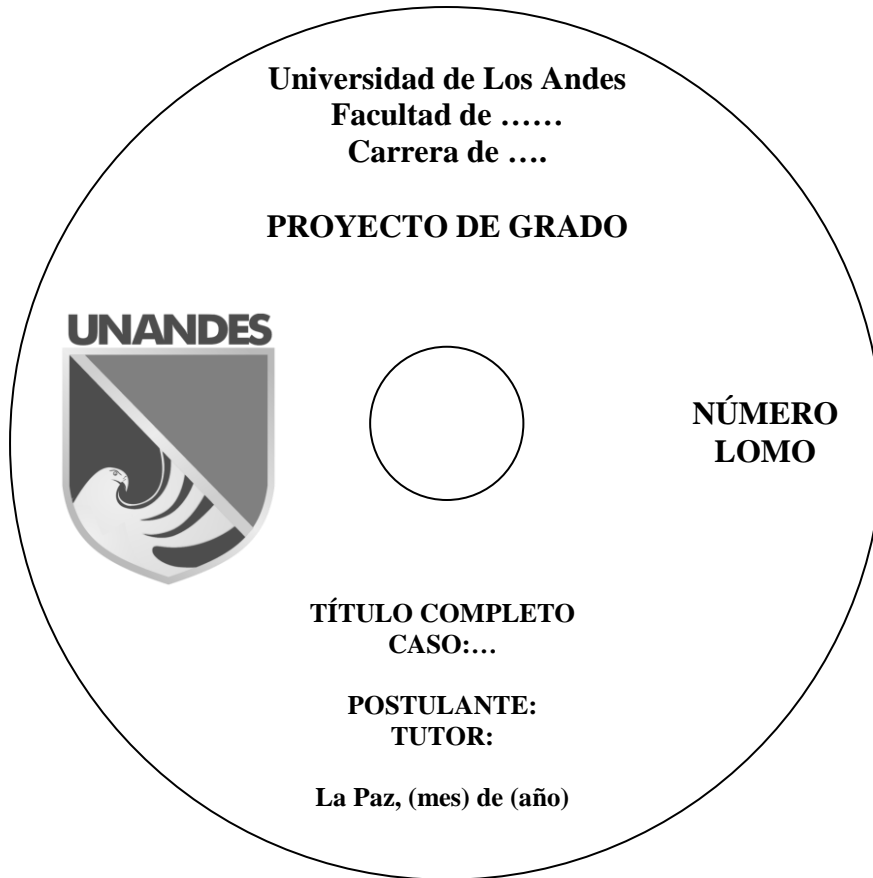 Universidad de Los Andes
Facultad de ……
Carrera de ….
PROYECTO DE GRADO
UNANDES
NÚMERO
LOMO
TÍTULO COMPLETO
CASO:…
POSTULANTE:
TUTOR:
La Paz, (mes) de (año)